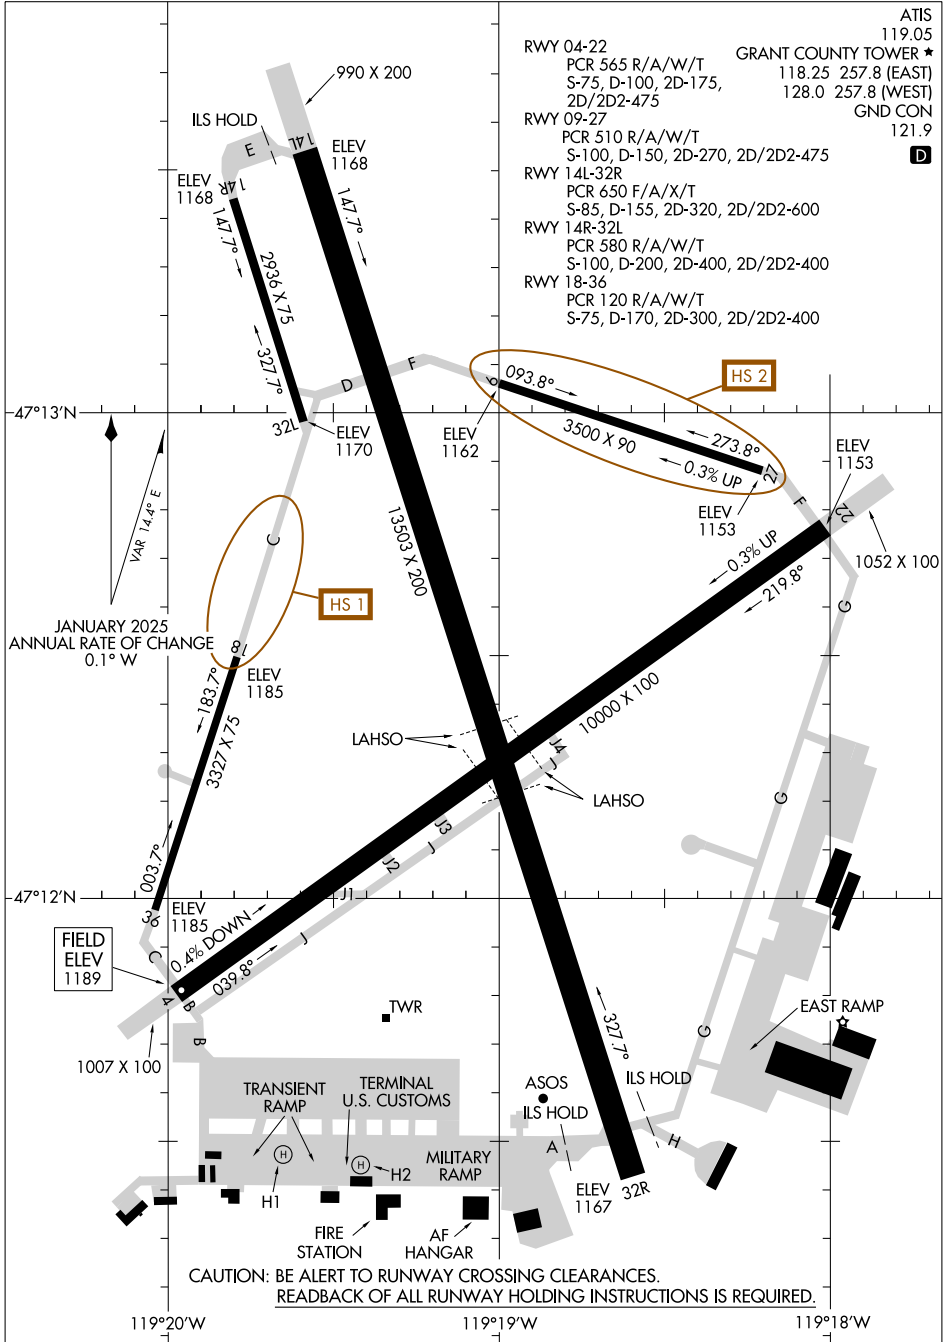 ATIS
119.05
GRANT COUNTY TOWER ★
118.25 257.8 (EAST)
128.0 257.8 (WEST)
GND CON
121.9
D
RWY 04-22
PCR 565 R/A/W/T
S-75, D-100, 2D-175,
2D/2D2-475
RWY 09-27
PCR 510 R/A/W/T
S-100, D-150, 2D-270, 2D/2D2-475
RWY 14L-32R
PCR 650 F/A/X/T
S-85, D-155, 2D-320, 2D/2D2-600
RWY 14R-32L
PCR 580 R/A/W/T
S-100, D-200, 2D-400, 2D/2D2-400
RWY 18-36
PCR 120 R/A/W/T
S-75, D-170, 2D-300, 2D/2D2-400
990 X 200
ILS HOLD
E
14L
ELEV
1168
ELEV
1168
14R
147.7°
147.7°
2936 X 75
327.7°
D
F
32L
ELEV
1170
9
093.8°
HS 2
3500 X 90
273.8°
0.3% UP
27
ELEV
1162
ELEV
1153
ELEV
1153
F
22
1052 X 100
47°13'N
VAR 14.4° E
JANUARY 2025
ANNUAL RATE OF CHANGE
0.1° W
C
HS 1
13503 X 200
0.3% UP
219.8°
G
18
ELEV
1185
183.7°
3327 X 75
003.7°
10000 X 100
LAHSO
LAHSO
J4
J
J3
J
J2
J1
J
G
47°12'N
36
ELEV
1185
0.4% DOWN
039.8°
FIELD
ELEV
1189
C
4
B
B
1007 X 100
TWR
327.7°
G
EAST RAMP
ILS HOLD
ASOS
ILS HOLD
TRANSIENT
RAMP
TERMINAL
U.S. CUSTOMS
A
H
MILITARY
RAMP
H
H
H1
H2
ELEV
1167
32R
FIRE
STATION
AF
HANGAR
CAUTION: BE ALERT TO RUNWAY CROSSING CLEARANCES.
READBACK OF ALL RUNWAY HOLDING INSTRUCTIONS IS REQUIRED.
119°20'W
119°19'W
119°18'W